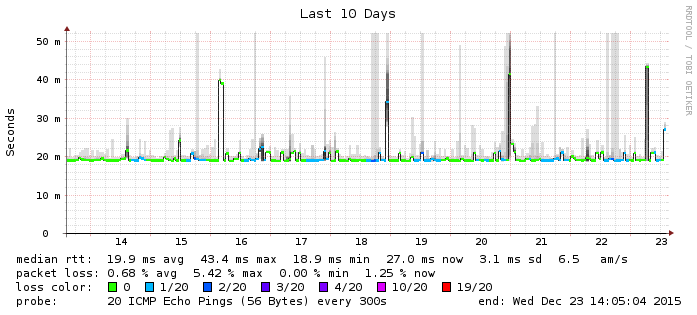 Last 10 Days
RRDTOOL / TOBI OETIKER
Seconds
50 m
40 m
30 m
20 m
10 m
0
14 15 16 17 18 19 20 21 22 23
median rtt: 19.9 ms avg 43.4 ms max 18.9 ms min 27.0 ms now 3.1 ms sd 6.5 am/s
packet loss: 0.68 % avg 5.42 % max 0.00 % min 1.25 % now
loss color: 0 1/20 2/20 3/20 4/20 10/20 19/20
probe: 20 ICMP Echo Pings (56 Bytes) every 300s end: Wed Dec 23 14:05:04 2015